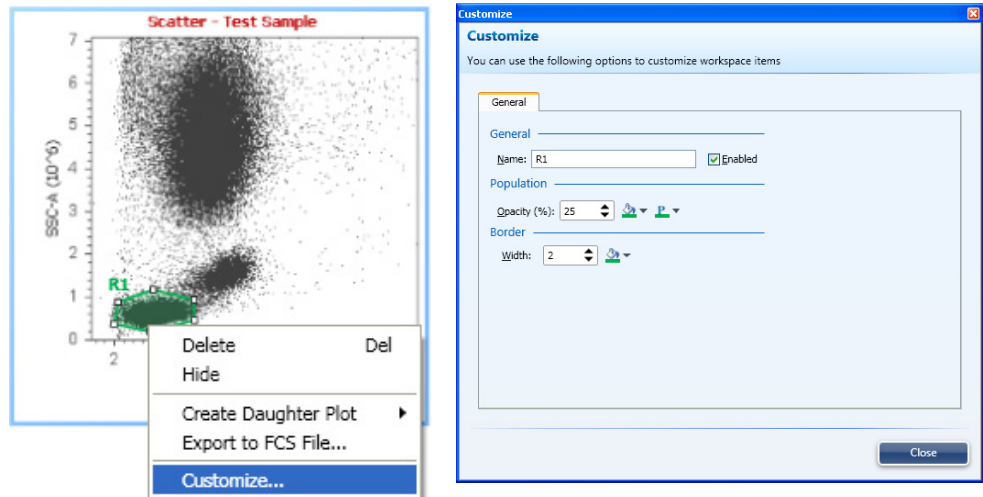 Scatter - Test Sample
7
6
5
4
3
2
1
0
SSC-A (10^6)
R1
2
Delete Del
Hide
Create Daughter Plot
Export to FCS File...
Customize...
Customize
Customize
You can use the following options to customize workspace items
General
General
Name: R1 Enabled
Population
Opacity (%): 25 P
Border
Width: 2
Close